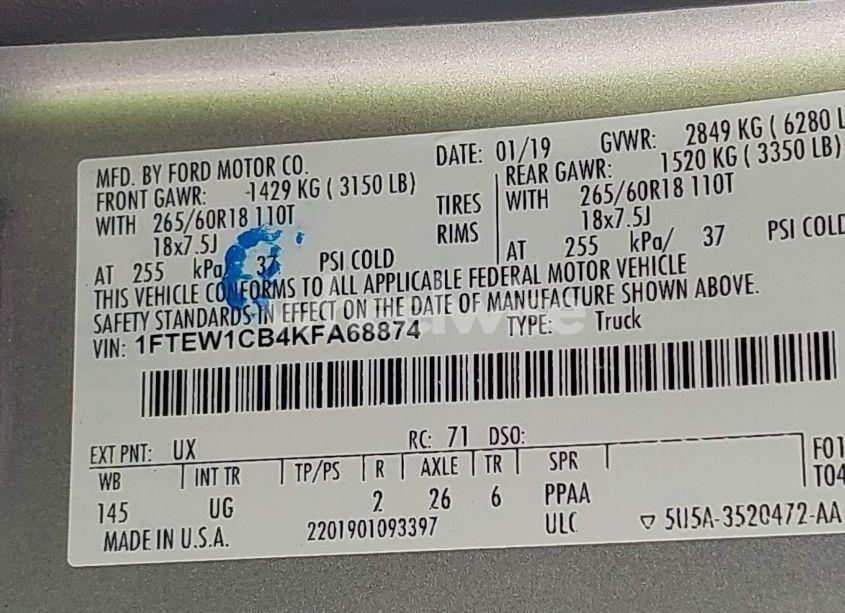 MFD. BY FORD MOTOR CO. DATE: 01/19 GVWR: 2849 KG ( 6280 L
FRONT GAWR: 1429 KG ( 3150 LB) REAR GAWR: 1520 KG ( 3350 LB)
WITH 265/60R18 110T TIRES WITH 265/60R18 110T
18x7.5J RIMS 18x7.5J
AT 255 kPa/ 37 PSI COLD AT 255 kPa/ 37 PSI COLD
THIS VEHICLE CONFORMS TO ALL APPLICABLE FEDERAL MOTOR VEHICLE
SAFETY STANDARDS IN EFFECT ON THE DATE OF MANUFACTURE SHOWN ABOVE.
VIN: 1FTEW1CB4KFA68874 TYPE: Truck
EXT PNT: UX RC: 71 DSO:
WB INT TR TP/PS R AXLE TR SPR F01
145 UG 2 26 6 PPAA T04
MADE IN U.S.A. 2201901093397 ULC 5U5A-3520472-AA